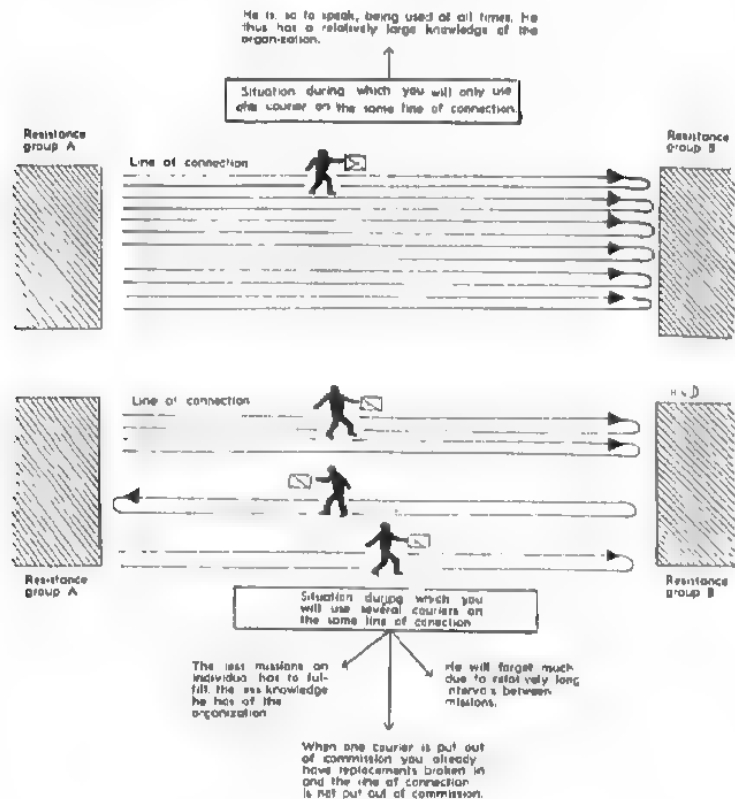 He is, so to speak, being used at all times. He
thus has a relatively large knowledge of the
organization.
Situation during which you will only use
one courier on the same line of connection.
Resistance
group A
Resistance
group B
Line of connection
Line of connection
Resistance
group A
Resistance
group B
Situation during which you
will use several couriers on
the same line of conection
The less missions an
individual has to ful-
fill, the less knowledge
he has of the
organization
He will forget much
due to relatively long
intervals between
missions.
When one courier is put out
of commission you already
have replacements broken in
and the line of connection
is not put out of commission.